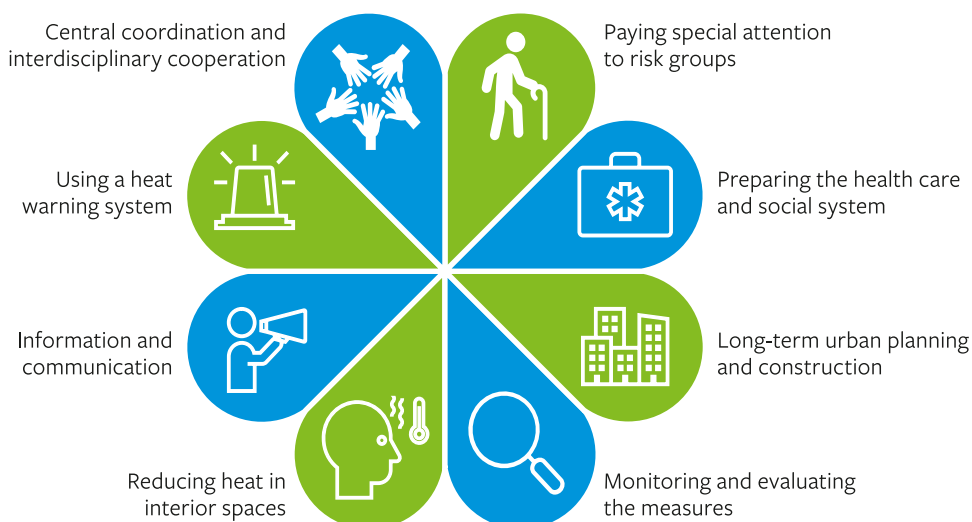 Central coordination and
interdisciplinary cooperation
Paying special attention
to risk groups
Using a heat
warning system
Preparing the health care
and social system
Information and
communication
Long-term urban planning
and construction
Reducing heat in
interior spaces
Monitoring and evaluating
the measures